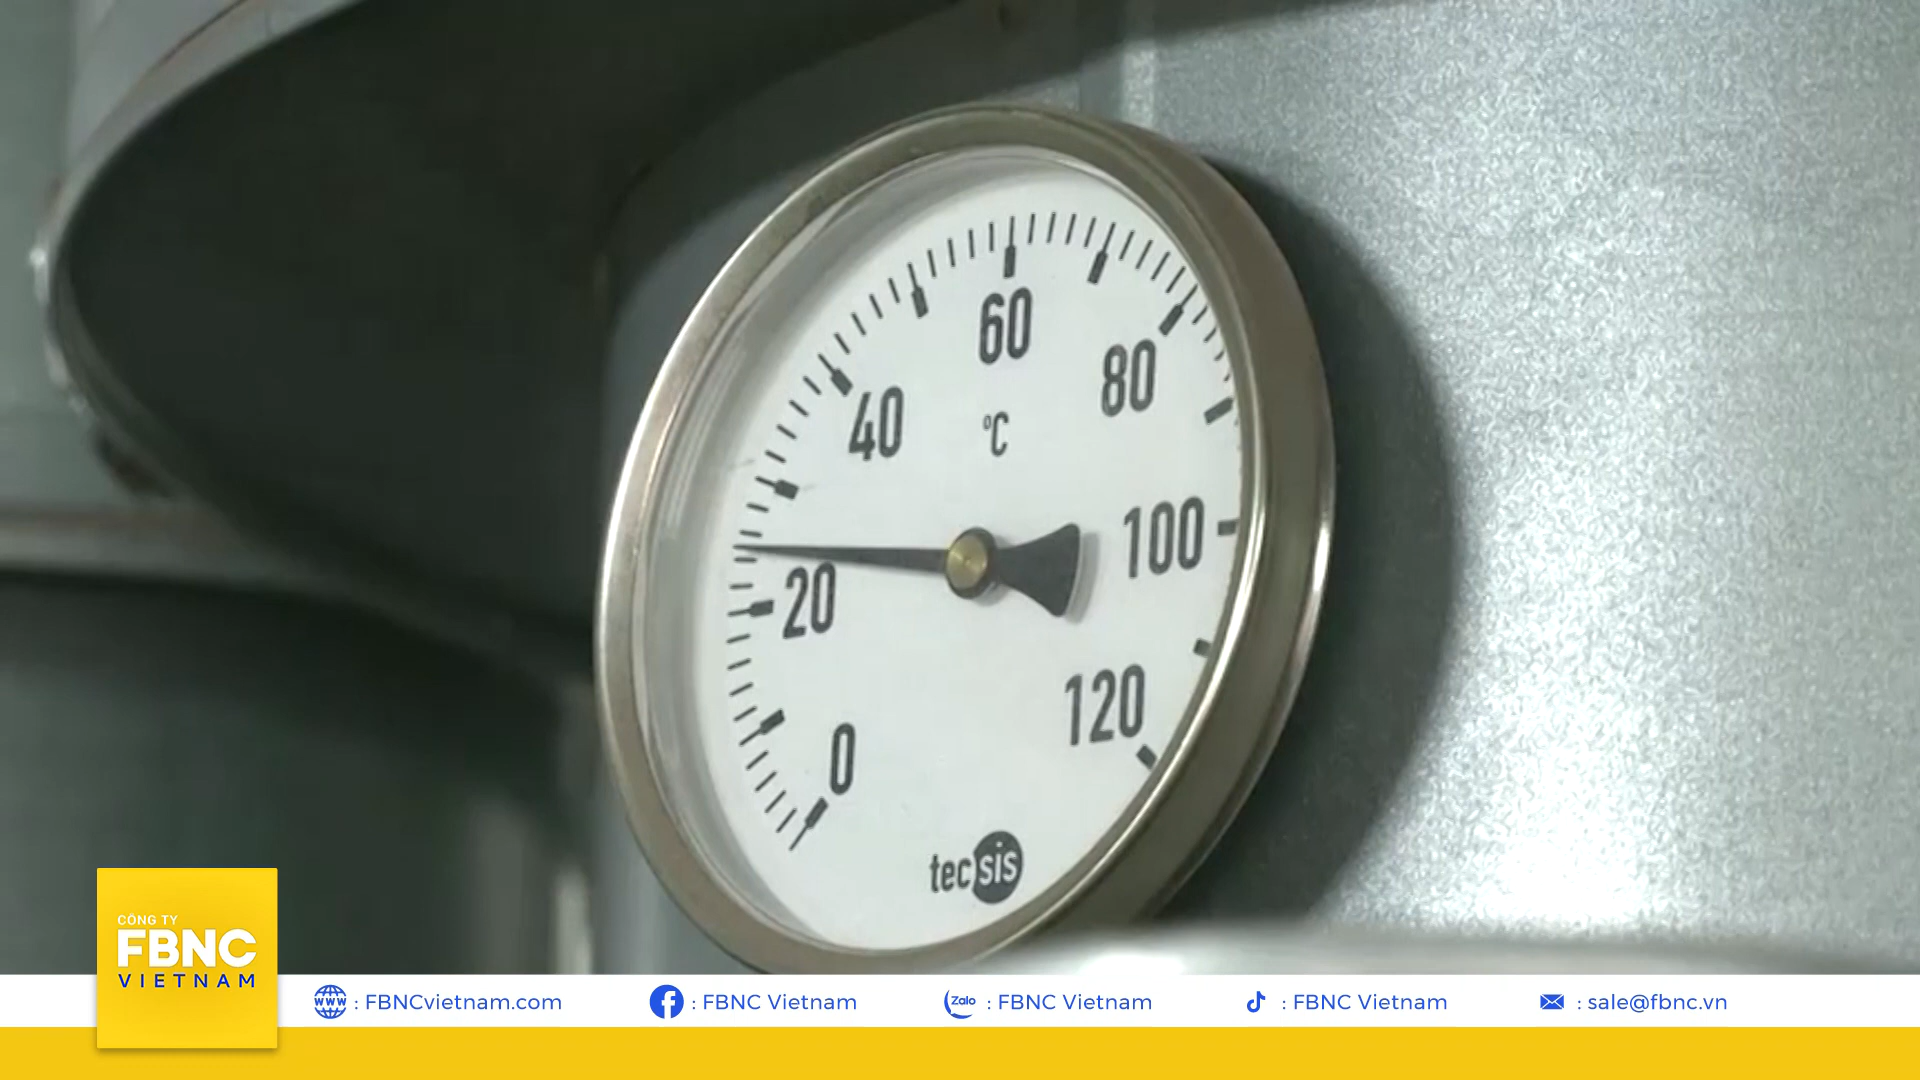 60
80
40
°C
100
20
120
0
tecsis
CÔNG TY
FBNC
VIETNAM
www : FBNCvietnam.com
f : FBNC Vietnam
Zalo : FBNC Vietnam
: FBNC Vietnam
: sale@fbnc.vn